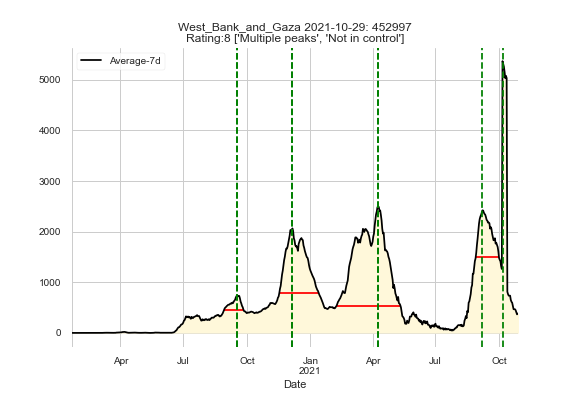 West_Bank_and_Gaza 2021-10-29: 452997
Rating:8 ['Multiple peaks', 'Not in control']
Average-7d
5000
4000
3000
2000
1000
0
Apr Jul Oct Jan Apr Jul Oct
2021
Date